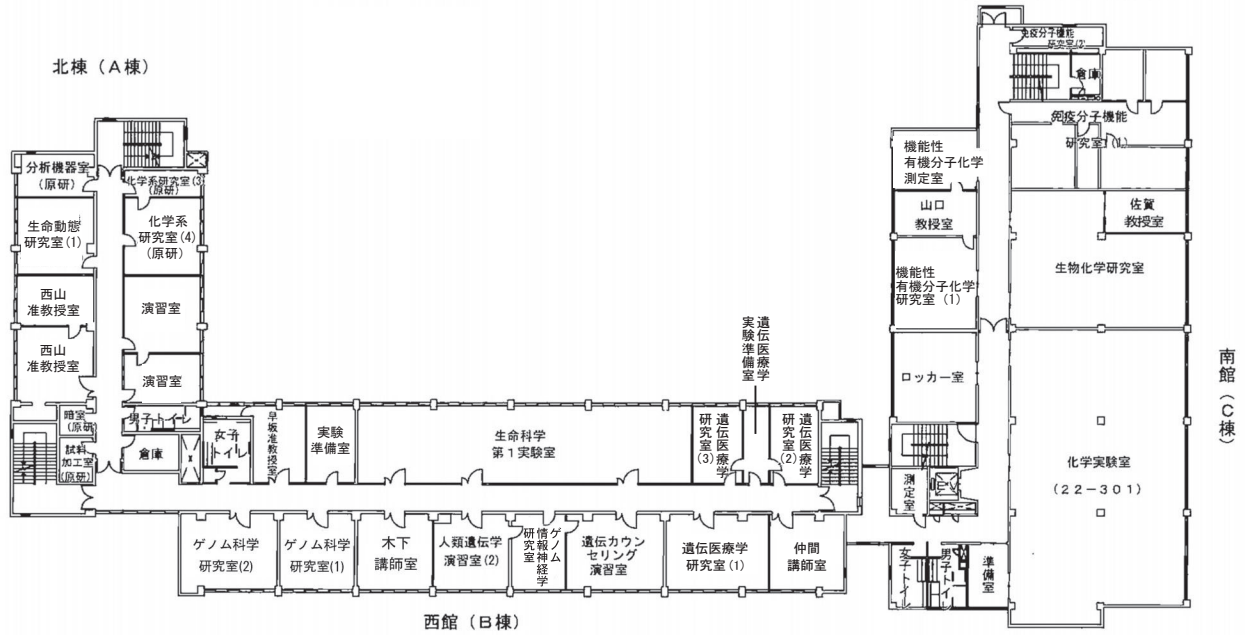 北棟（A棟）
分析機器室
（原研）
化学系研究室(3)
（原研）
生命動態
研究室(1)
化学系
研究室(4)
（原研）
西山
准教授室
演習室
西山
准教授室
演習室
暗室
（原研）
男子トイレ
試料
加工室
（原研）
倉庫
女子
トイレ
早坂准教授室
実験
準備室
生命科学
第１実験室
遺伝医療学
研究室(3)
遺伝医療学
実験準備室
遺伝医療学
研究室(2)
ゲノム科学
研究室(2)
ゲノム科学
研究室(1)
木下
講師室
人類遺伝学
演習室(2)
ゲノム
情報神経学
研究室
遺伝カウン
セリング
演習室
遺伝医療学
研究室(1)
仲間
講師室
西館（B棟）
免疫分子機能
研究室(2)
倉庫
免疫分子機能
研究室(1)
機能性
有機分子化学
測定室
山口
教授室
佐賀
教授室
機能性
有機分子化学
研究室（1）
生物化学研究室
ロッカー室
化学実験室
（２２－３０１）
測定室
女子トイレ
男子トイレ
準備室
南館（C棟）